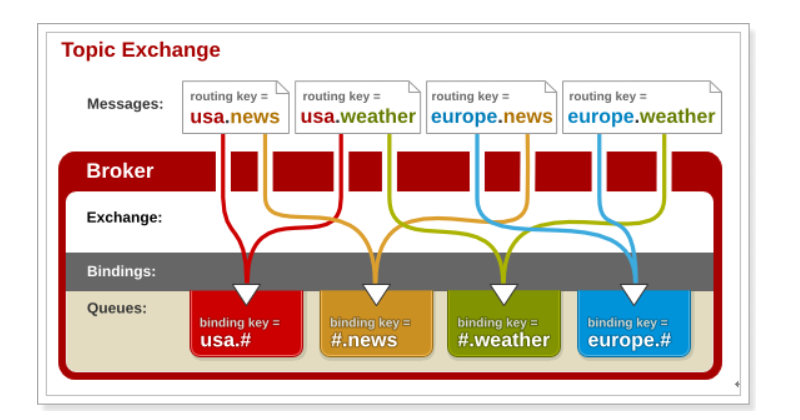 Topic Exchange
Messages:
routing key =
usa.news
routing key =
usa.weather
routing key =
europe.news
routing key =
europe.weather
Broker
Exchange:
Bindings:
Queues:
binding key =
usa.#
binding key =
#.news
binding key =
#.weather
binding key =
europe.#